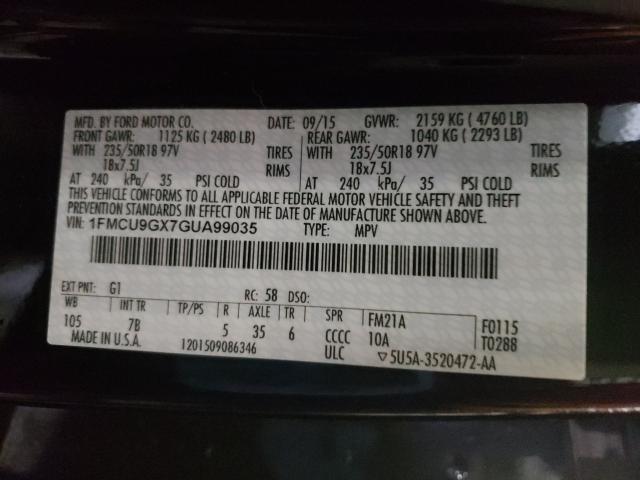 MFD. BY FORD MOTOR CO. DATE: 09/15 GVWR: 2159 KG ( 4760 LB)
FRONT GAWR: 1125 KG ( 2480 LB) REAR GAWR: 1040 KG ( 2293 LB)
WITH 235/50R18 97V TIRES WITH 235/50R18 97V TIRES
18x7.5J RIMS 18x7.5J RIMS
AT 240 kPa/ 35 PSI COLD AT 240 kPa/ 35 PSI COLD
THIS VEHICLE CONFORMS TO ALL APPLICABLE FEDERAL MOTOR VEHICLE SAFETY AND THEFT
PREVENTION STANDARDS IN EFFECT ON THE DATE OF MANUFACTURE SHOWN ABOVE.
VIN: 1FMCU9GX7GUA99035 TYPE: MPV
EXT PNT: G1 RC: 58 DSO:
WB INT TR TP/PS R AXLE TR SPR FM21A F0115
105 7B 5 35 6 CCCC 10A T0288
MADE IN U.S.A. 1201509086346 ULC ▽5U5A-3520472-AA